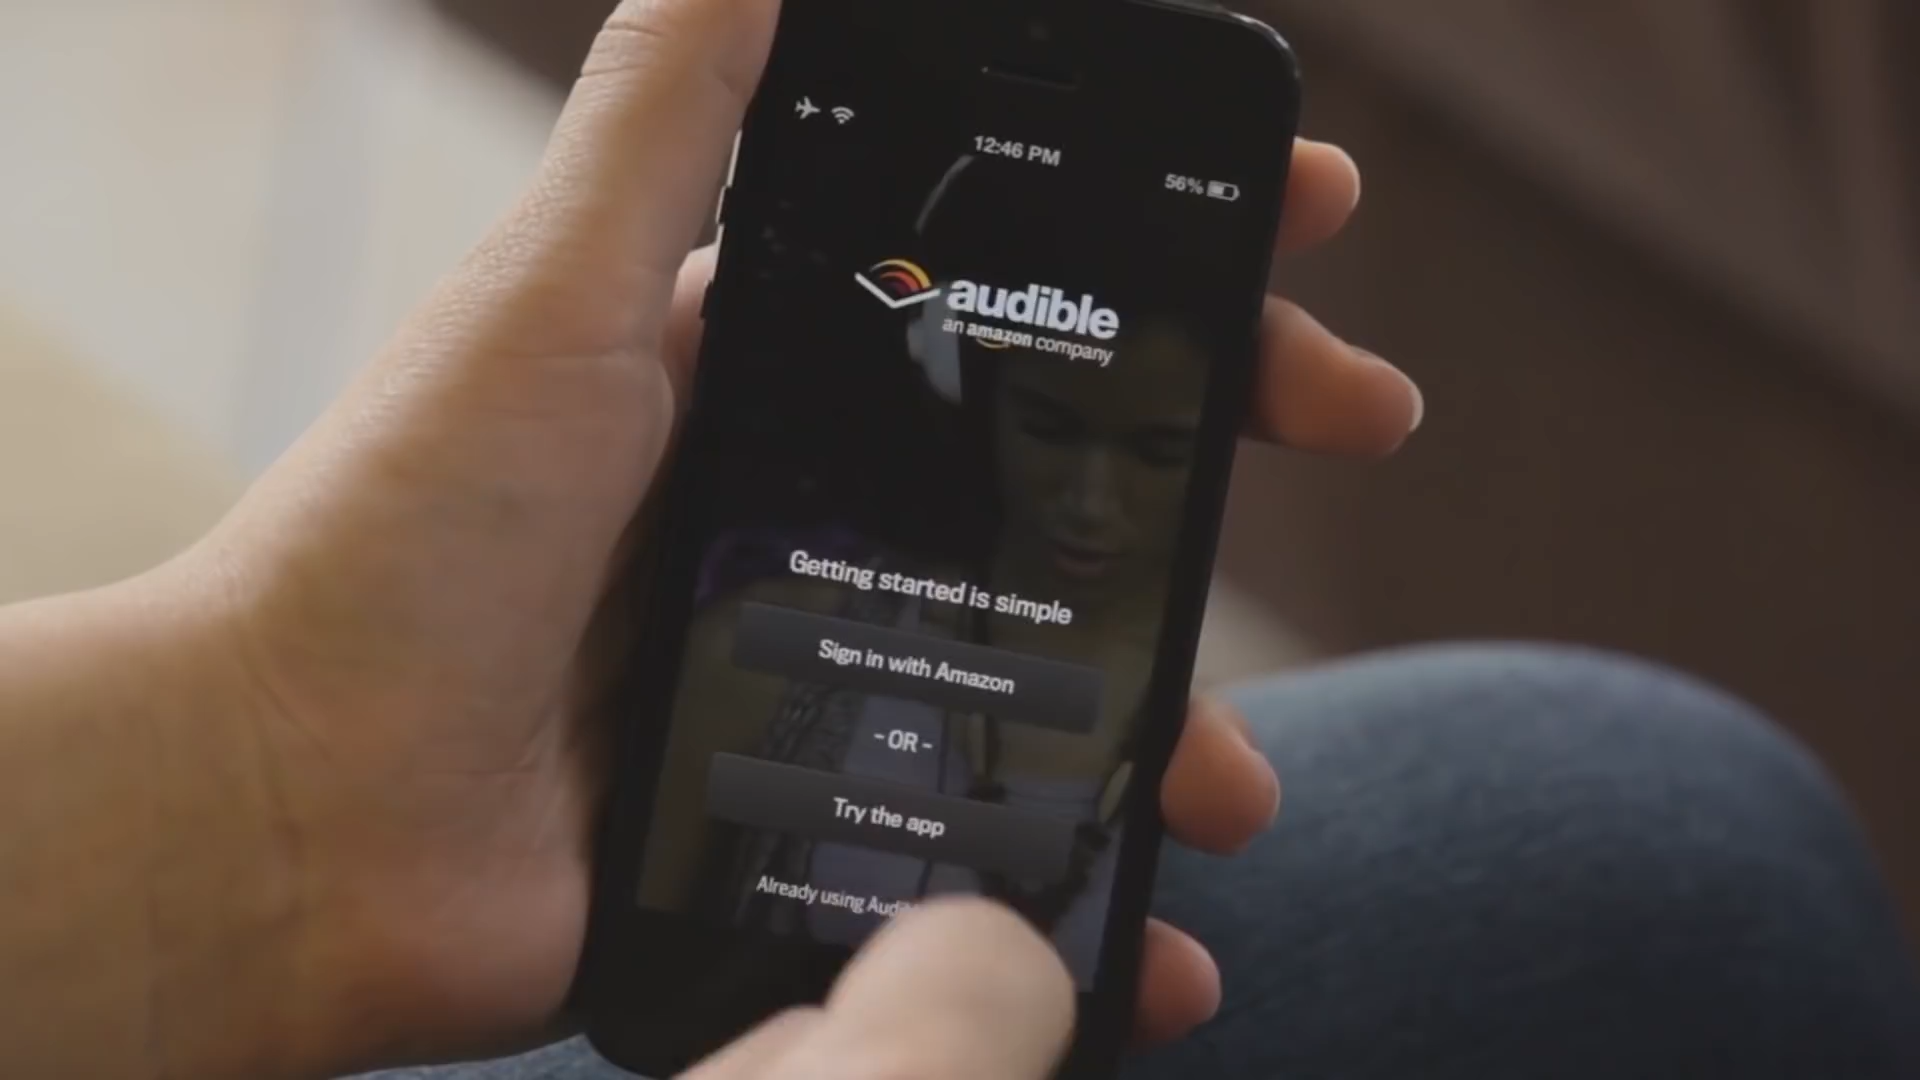 12:46 PM
56%
audible
an amazon company
Getting started is simple
Sign in with Amazon
- OR -
Try the app
Already using